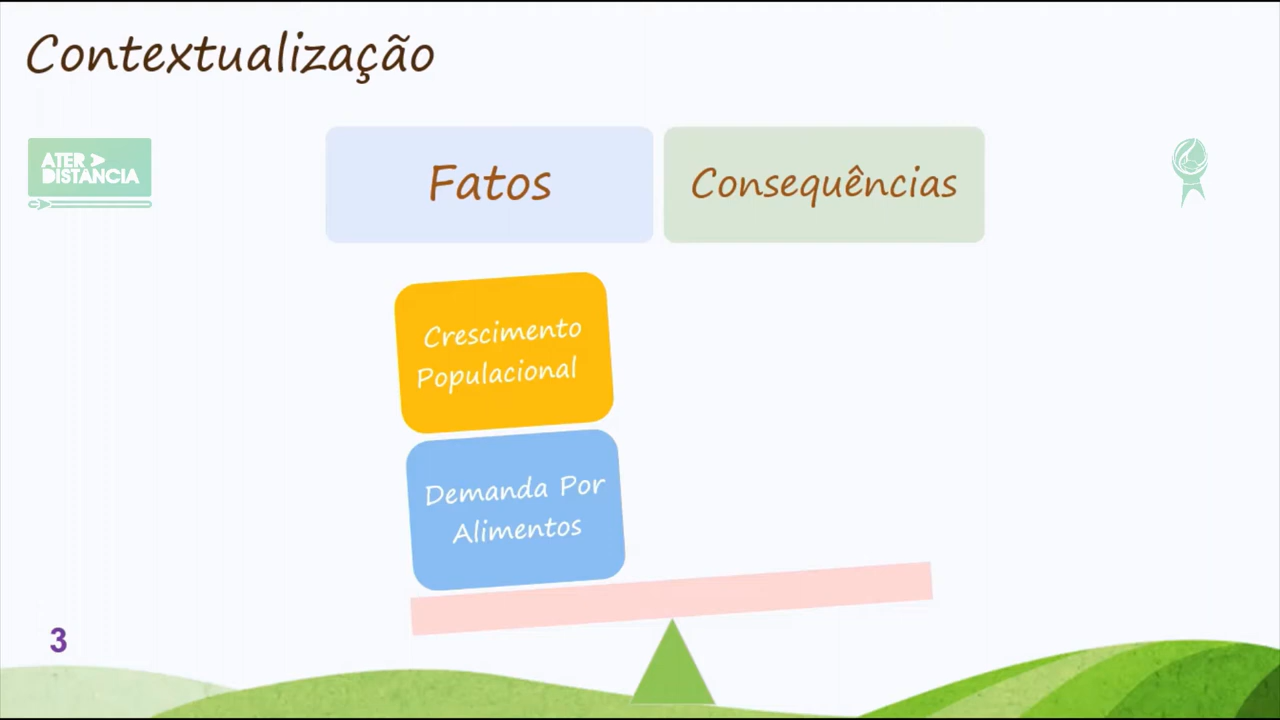 Contextualização
ATER
DISTÂNCIA
Fatos
Consequências
Crescimento
Populacional
Demanda Por
Alimentos
3